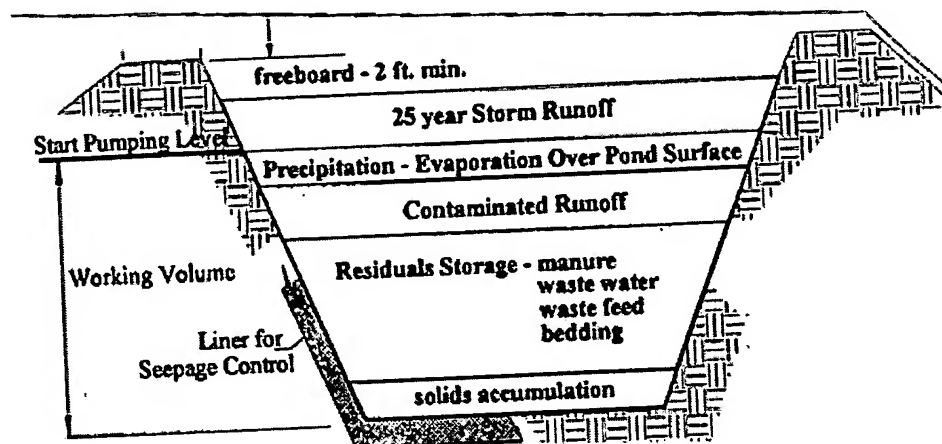 freeboard - 2 ft. min.
25 year Storm Runoff
Start Pumping Level
Precipitation - Evaporation Over Pond Surface
Contaminated Runoff
Working Volume
Residuals Storage - manure
waste water
waste feed
bedding
Liner for
Seepage Control
solids accumulation